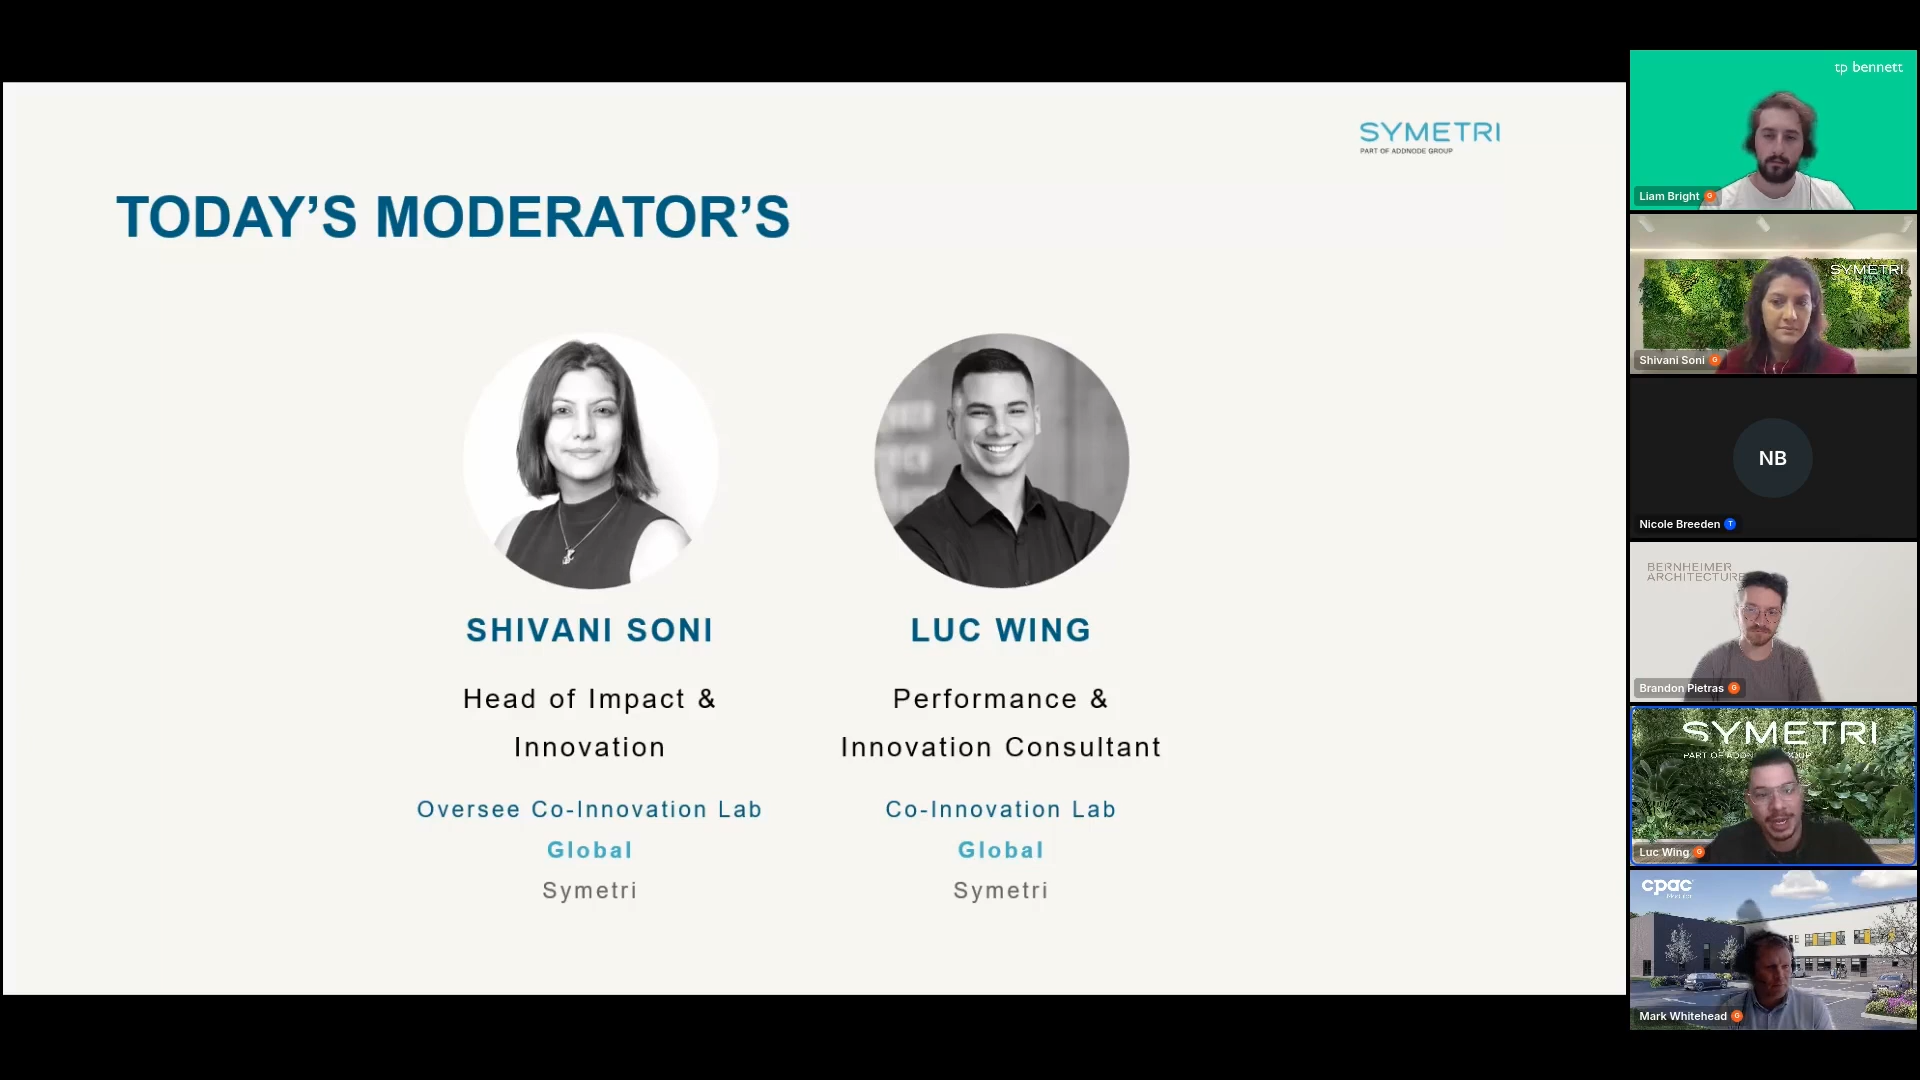 SYMETRI
PART OF ADDNODE GROUP
TODAY’S MODERATOR’S
SHIVANI SONI
Head of Impact &
Innovation
Oversee Co-Innovation Lab
Global
Symetri
LUC WING
Performance &
Innovation Consultant
Co-Innovation Lab
Global
Symetri
tp bennett
Liam Bright G
SYMETRI
Shivani Soni G
NB
Nicole Breeden T
BERNHEIMER
ARCHITECTURE
Brandon Pietras G
SYMETRI
PART OF
Luc Wing G
cpac
Mark Whitehead G